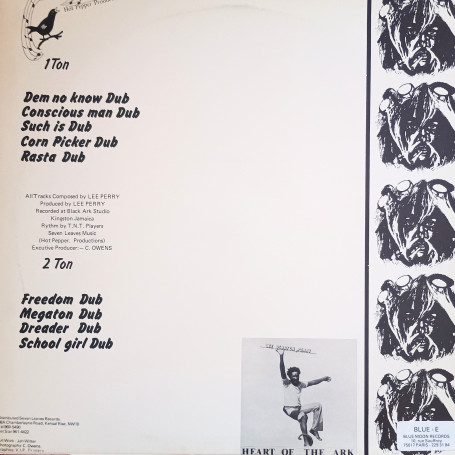 Hot Pepper
1 Ton
Dem no know Dub
Conscious man Dub
Such is Dub
Corn Picker Dub
Rasta Dub
All Tracks Composed by LEE PERRY
Produced by LEE PERRY
Recorded at Black Ark Studio
Kingston Jamaica
Rythm by T.N.T. Players
Seven Leaves Music
(Hot Pepper. Productions)
Excutive Producer:— C. OWENS
2 Ton
Freedom Dub
Megaton Dub
Dreader Dub
School girl Dub
HEART OF THE ARK
BLUE - E
BLUE MOON RECORDS